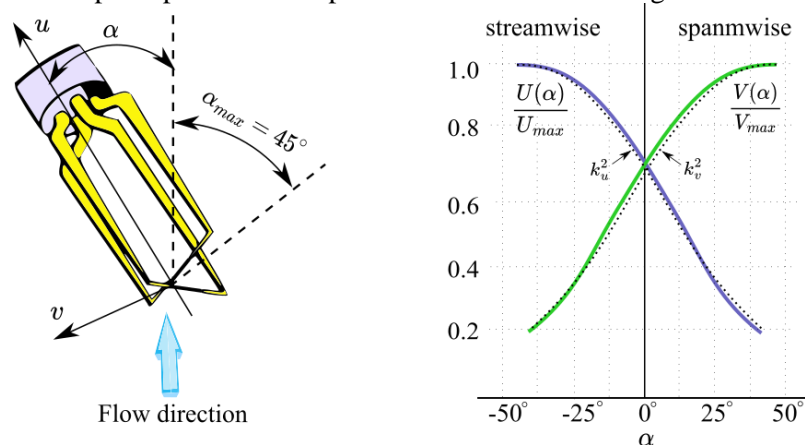 u
α
α_max = 45°
v
Flow direction
streamwise
spanmwise
1.0
0.8
0.6
0.4
0.2
U(α)
U_max
V(α)
V_max
k_u^2
k_v^2
-50°
-25°
0°
25°
50°
α